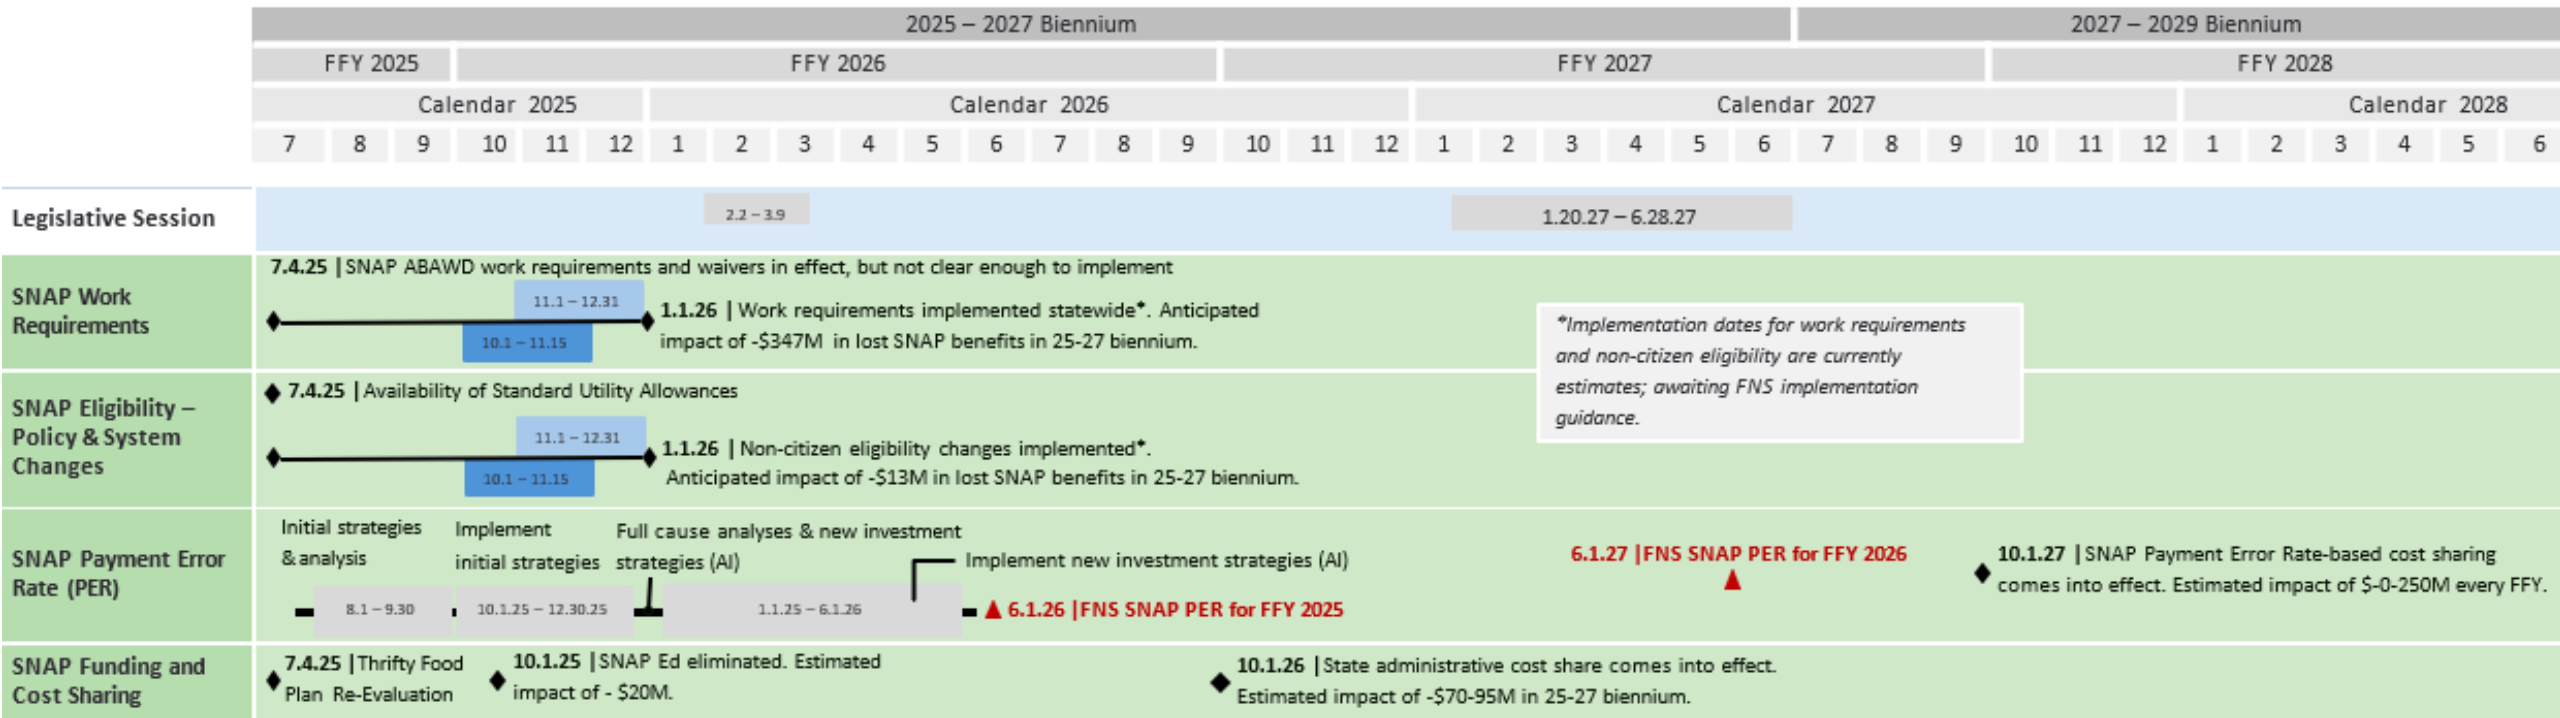 2025 – 2027 Biennium
2027 – 2029 Biennium
FFY 2025
FFY 2026
FFY 2027
FFY 2028
Calendar 2025
Calendar 2026
Calendar 2027
Calendar 2028
7 8 9 10 11 12 1 2 3 4 5 6 7 8 9 10 11 12 1 2 3 4 5 6 7 8 9 10 11 12 1 2 3 4 5 6
Legislative Session
2.2 – 3.9
1.20.27 – 6.28.27
SNAP Work
Requirements
7.4.25 | SNAP ABAWD work requirements and waivers in effect, but not clear enough to implement
11.1 – 12.31
10.1 – 11.15
1.1.26 | Work requirements implemented statewide*. Anticipated
impact of -$347M in lost SNAP benefits in 25-27 biennium.
*Implementation dates for work requirements
and non-citizen eligibility are currently
estimates; awaiting FNS implementation
guidance.
SNAP Eligibility –
Policy & System
Changes
7.4.25 | Availability of Standard Utility Allowances
11.1 – 12.31
10.1 – 11.15
1.1.26 | Non-citizen eligibility changes implemented*.
Anticipated impact of -$13M in lost SNAP benefits in 25-27 biennium.
SNAP Payment Error
Rate (PER)
Initial strategies
& analysis
Implement
initial strategies
Full cause analyses & new investment
strategies (AI)
Implement new investment strategies (AI)
8.1 – 9.30
10.1.25 – 12.30.25
1.1.25 – 6.1.26
6.1.26 | FNS SNAP PER for FFY 2025
6.1.27 | FNS SNAP PER for FFY 2026
10.1.27 | SNAP Payment Error Rate-based cost sharing
comes into effect. Estimated impact of $-0-250M every FFY.
SNAP Funding and
Cost Sharing
7.4.25 | Thrifty Food
Plan Re-Evaluation
10.1.25 | SNAP Ed eliminated. Estimated
impact of - $20M.
10.1.26 | State administrative cost share comes into effect.
Estimated impact of -$70-95M in 25-27 biennium.